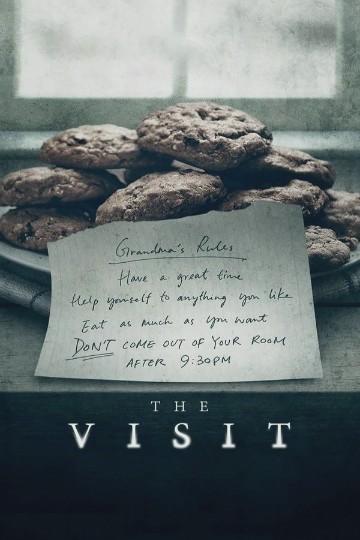 Grandma's Rules
Have a great time
Help yourself to anything you like
Eat as much as you want
DON'T COME OUT OF YOUR ROOM
AFTER 9:30PM
THE
VISIT